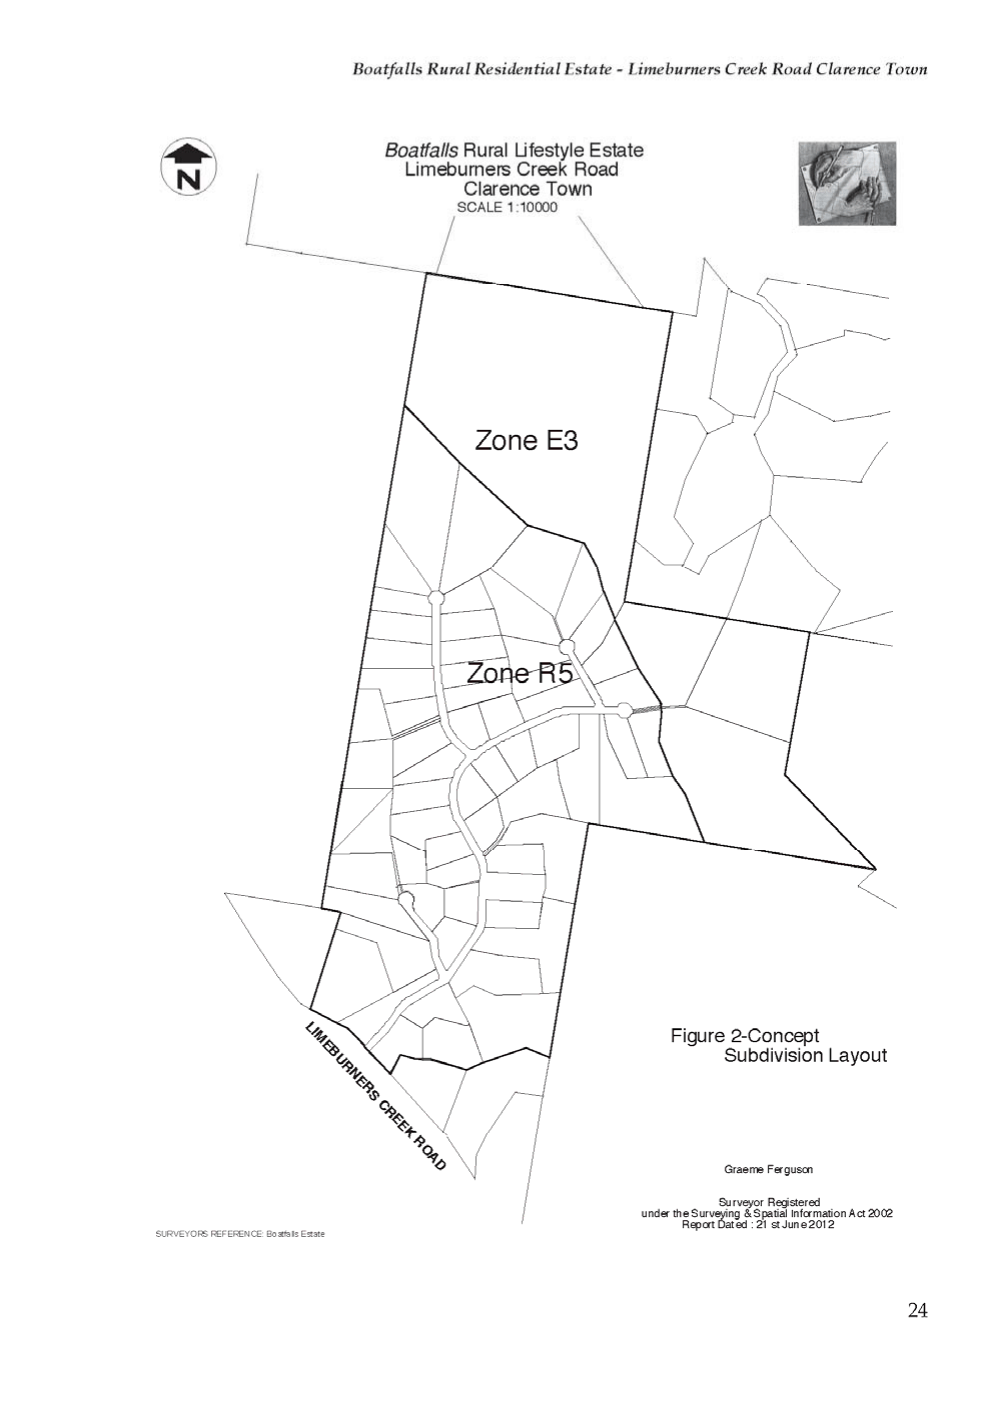 Boatfalls Rural Residential Estate - Limeburners Creek Road Clarence Town
N
Boatfalls Rural Lifestyle Estate
Limeburners Creek Road
Clarence Town
SCALE 1:10000
Zone E3
Zone R5
LIMEBURNERS CREEK ROAD
Figure 2-Concept
Subdivision Layout
Graeme Ferguson
Surveyor Registered
under the Surveying & Spatial Information Act 2002
Report Dated : 21 st June 2012
SURVEYORS REFERENCE: Boatfalls Estate
24